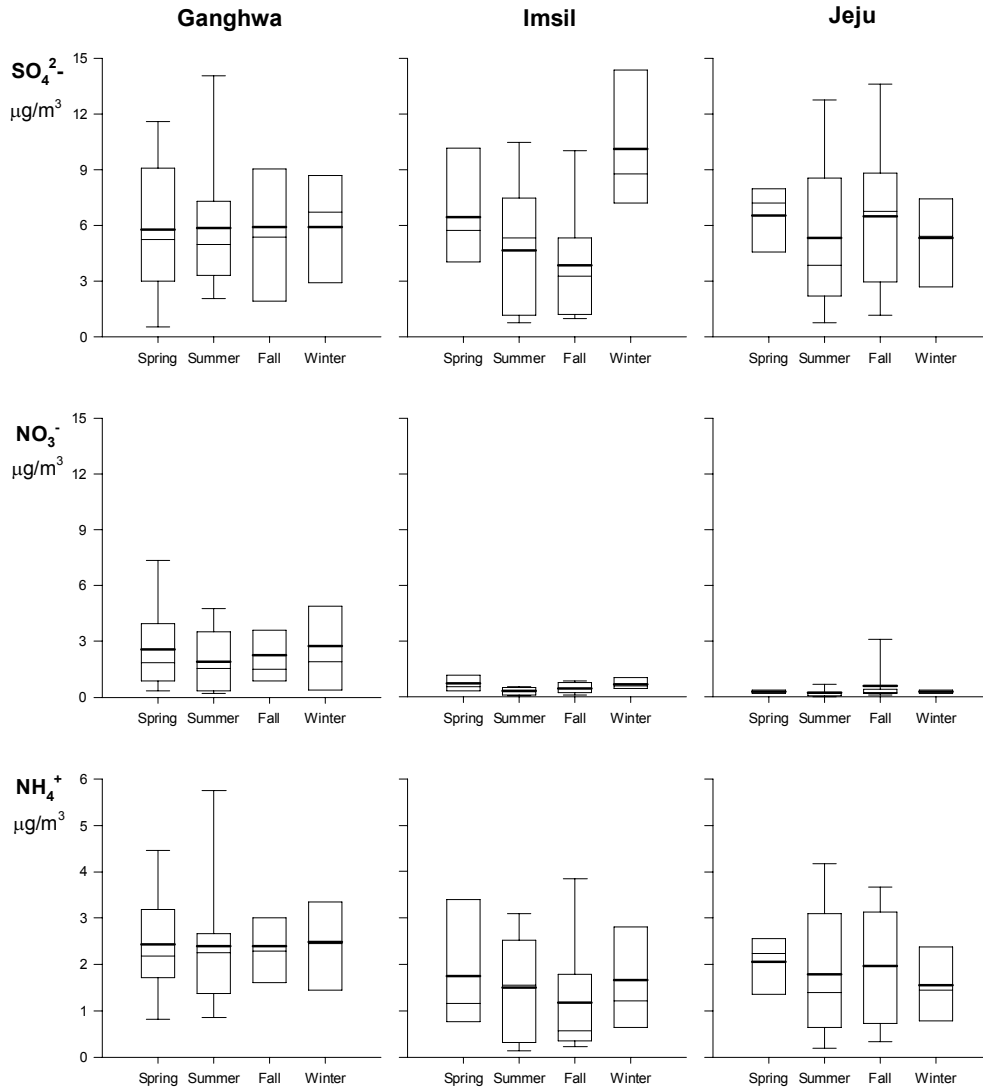 Ganghwa Imsil Jeju
SO₄²-
μg/m³
15
12
9
6
3
0
Spring Summer Fall Winter Spring Summer Fall Winter Spring Summer Fall Winter
NO₃⁻
μg/m³
15
12
9
6
3
0
Spring Summer Fall Winter Spring Summer Fall Winter Spring Summer Fall Winter
NH₄⁺
μg/m³
6
5
4
3
2
1
0
Spring Summer Fall Winter Spring Summer Fall Winter Spring Summer Fall Winter